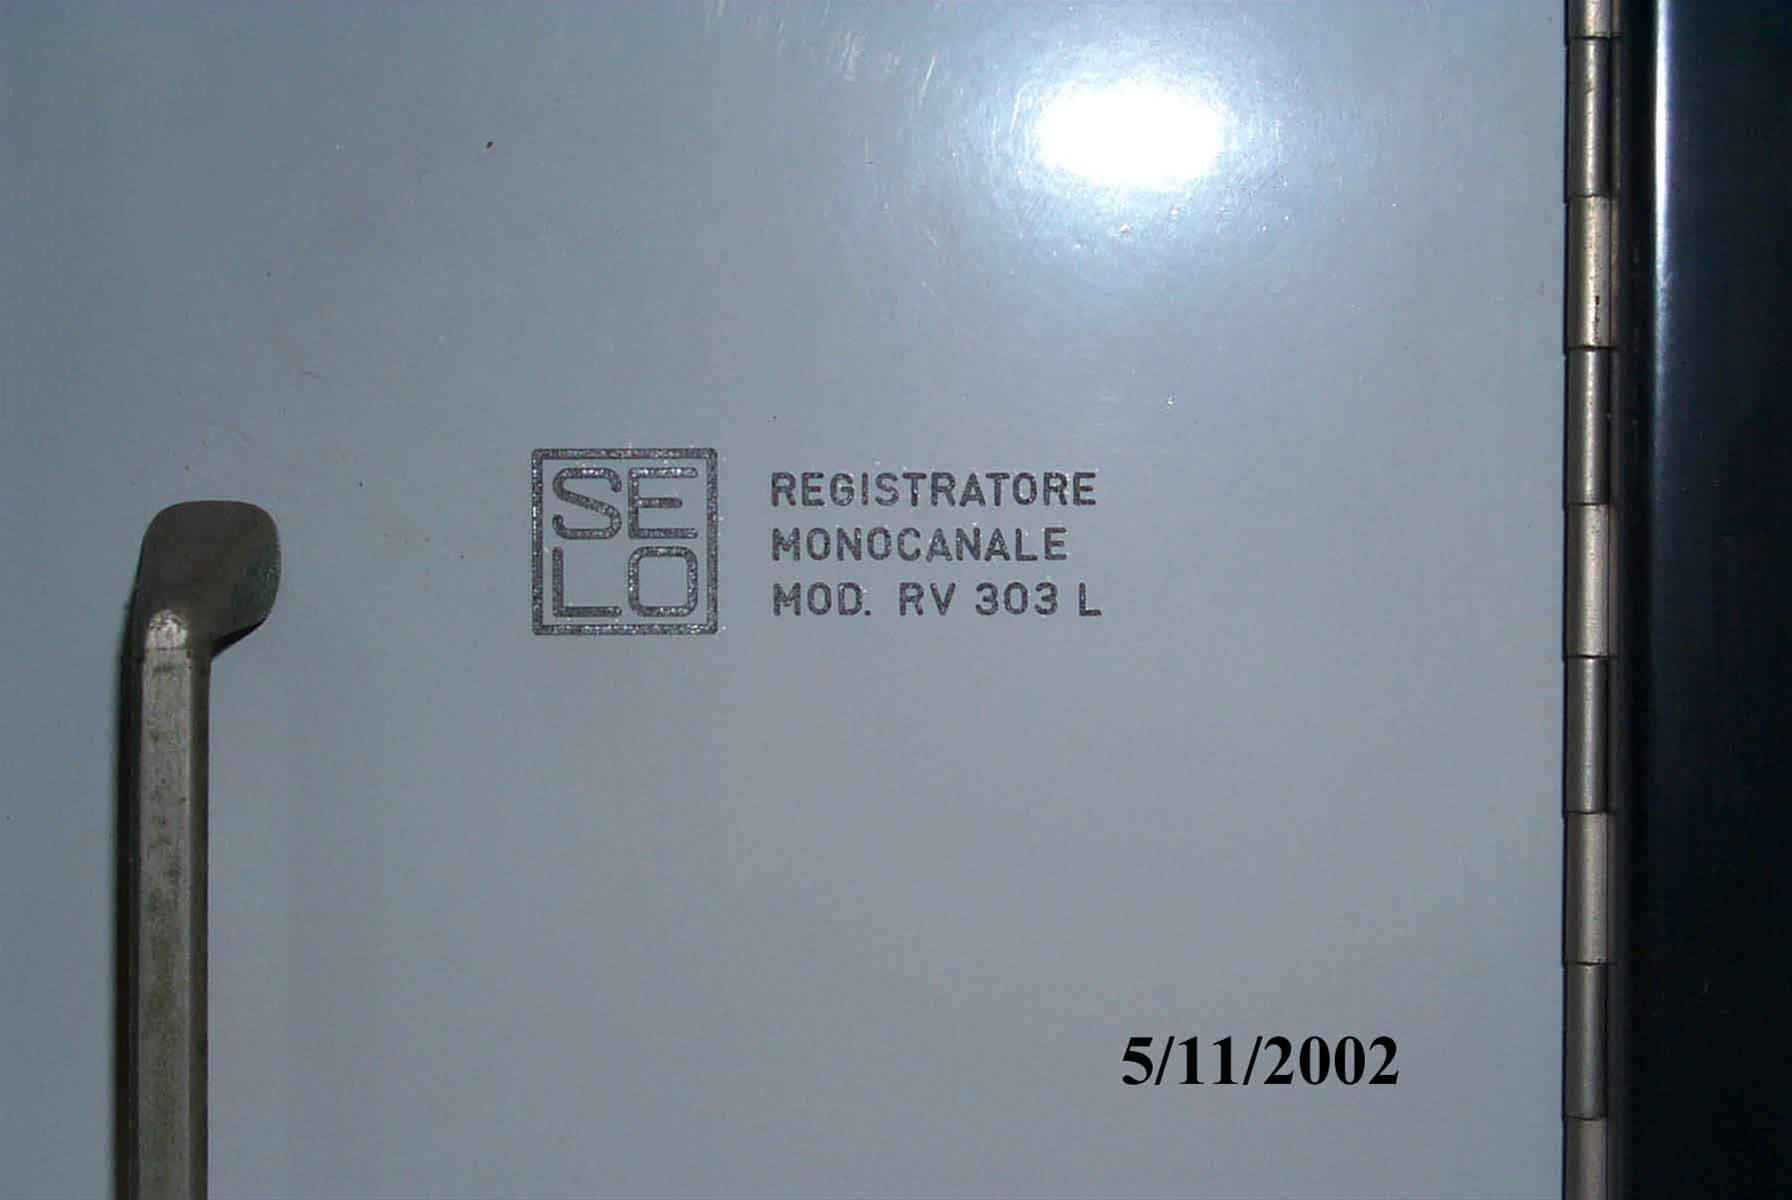 SE
LO
REGISTRATORE
MONOCANALE
MOD. RV 303 L
5/11/2002